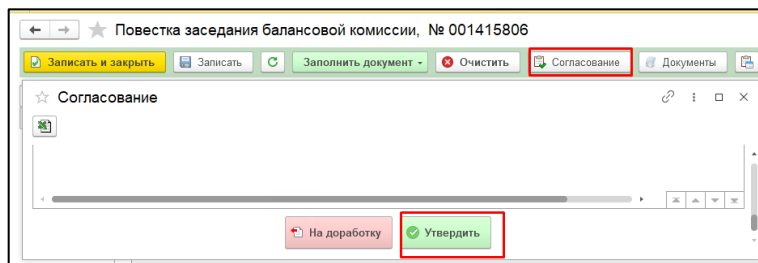 Повестка заседания балансовой комиссии, № 001415806
Записать и закрыть Записать Заполнить документ Очистить Согласование Документы
Согласование
На доработку Утвердить